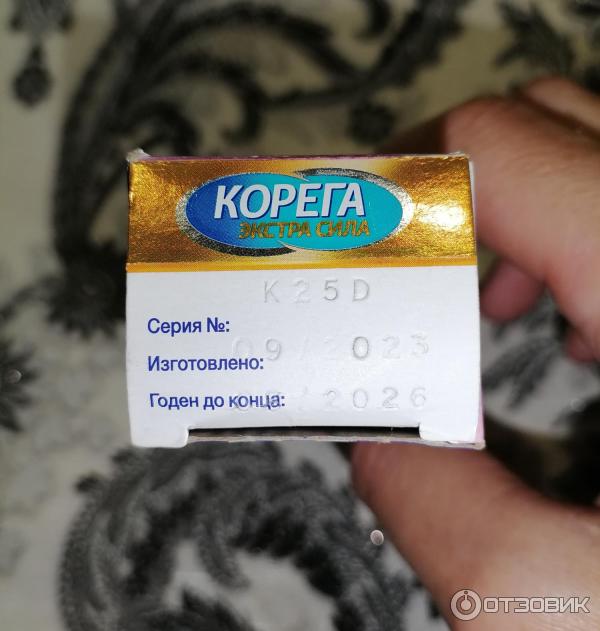 КОРЕГА
ЭКСТРА СИЛА
K25D
Серия №:
09/2023
Изготовлено:
Годен до конца: /2026
ОТЗОВИК